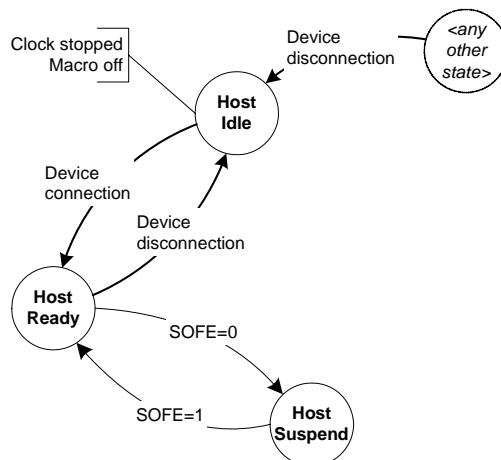 Clock stopped
Macro off
Device
disconnection
<any
other
state>
Host
Idle
Device
connection
Device
disconnection
Host
Ready
SOFE=0
SOFE=1
Host
Suspend